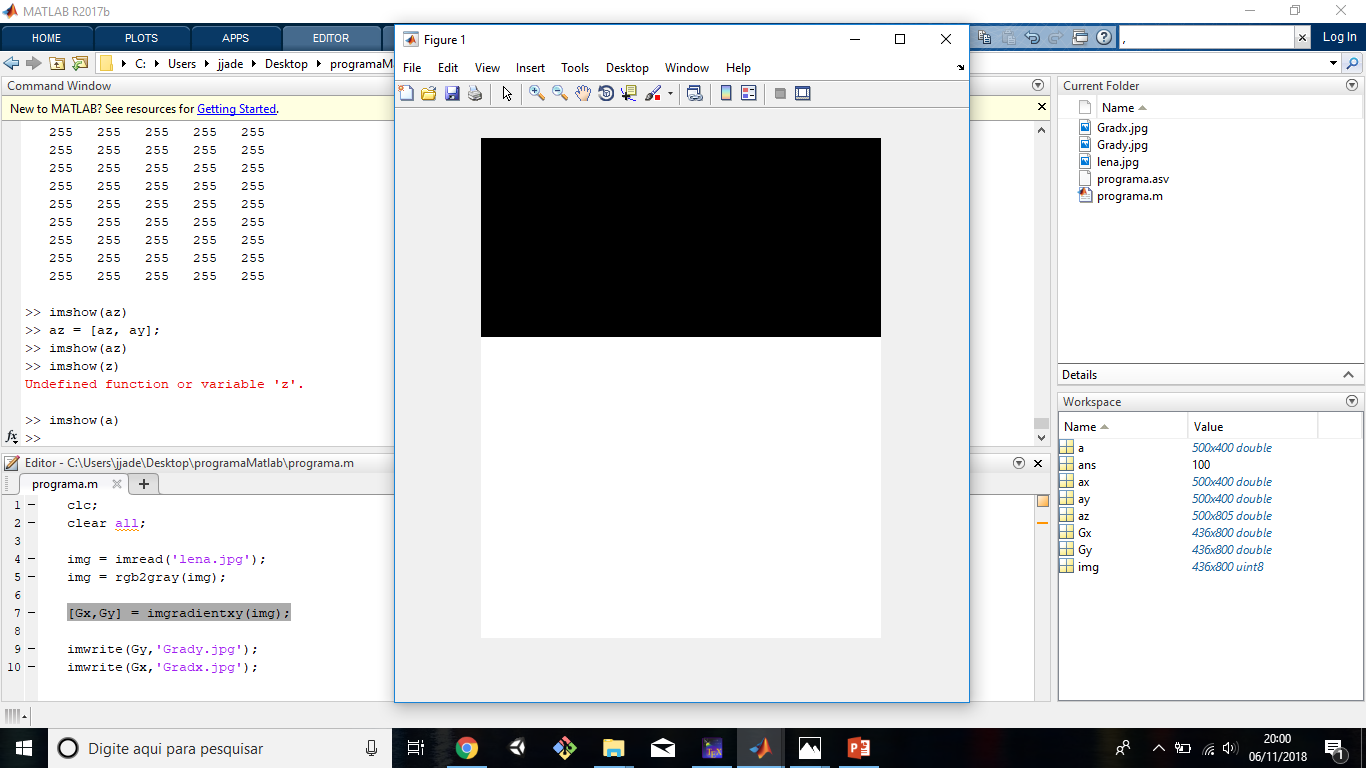 MATLAB R2017b
HOME PLOTS APPS EDITOR , Log In
C: Users jjade Desktop programaM
Command Window
New to MATLAB? See resources for Getting Started.
255 255 255 255 255
255 255 255 255 255
255 255 255 255 255
255 255 255 255 255
255 255 255 255 255
255 255 255 255 255
255 255 255 255 255
255 255 255 255 255
255 255 255 255 255
>> imshow(az)
>> az = [az, ay];
>> imshow(az)
>> imshow(z)
Undefined function or variable 'z'.
>> imshow(a)
fx >>
Editor - C:\Users\jjade\Desktop\programaMatlab\programa.m
programa.m
1 clc;
2 clear all;
3
4 img = imread('lena.jpg');
5 img = rgb2gray(img);
6
7 [Gx,Gy] = imgradientxy(img);
8
9 imwrite(Gy,'Grady.jpg');
10 imwrite(Gx,'Gradx.jpg');
Figure 1
File Edit View Insert Tools Desktop Window Help
Current Folder
Name
Gradx.jpg
Grady.jpg
lena.jpg
programa.asv
programa.m
Details
Workspace
Name Value
a 500x400 double
ans 100
ax 500x400 double
ay 500x400 double
az 500x805 double
Gx 436x800 double
Gy 436x800 double
img 436x800 uint8
Digite aqui para pesquisar
20:00
06/11/2018
1